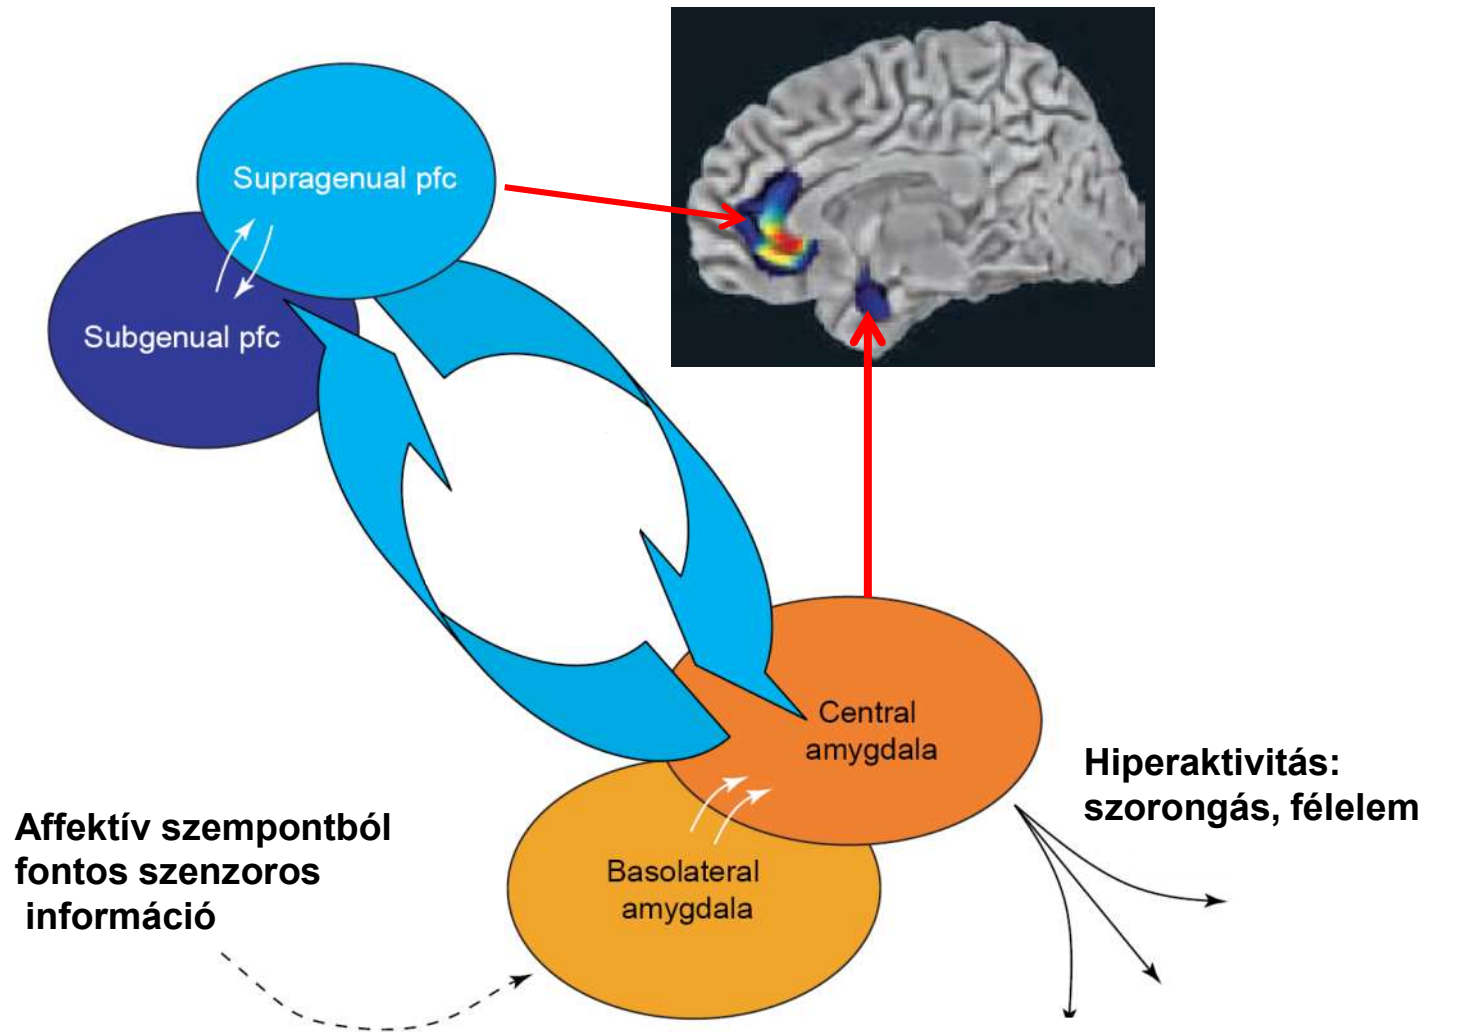 Supragenual pfc
Subgenual pfc
Central
amygdala
Hiperaktivitás:
szorongás, félelem
Affektív szempontból
fontos szenzoros
információ
Basolateral
amygdala